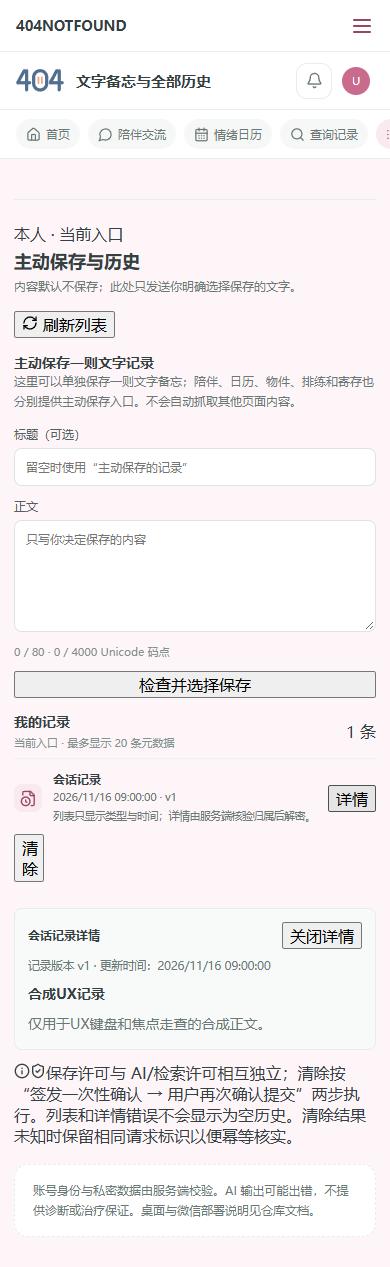 404NOTFOUND
404 文字备忘与全部历史 U
首页 陪伴交流 情绪日历 查询记录
本人 · 当前入口
主动保存与历史
内容默认不保存；此处只发送你明确选择保存的文字。
刷新列表
主动保存一则文字记录
这里可以单独保存一则文字备忘；陪伴、日历、物件、排练和寄存也
分别提供主动保存入口。不会自动抓取其他页面内容。
标题（可选）
留空时使用“主动保存的记录”
正文
只写你决定保存的内容
0 / 80 · 0 / 4000 Unicode 码点
检查并选择保存
我的记录
当前入口 · 最多显示 20 条元数据
1 条
会话记录
2026/11/16 09:00:00 · v1
列表只显示类型与时间；详情由服务端核验归属后解密。
详情
清
除
会话记录详情
关闭详情
记录版本 v1 · 更新时间：2026/11/16 09:00:00
合成UX记录
仅用于UX键盘和焦点走查的合成正文。
保存许可与 AI/检索许可相互独立；清除按
“签发一次性确认 → 用户再次确认提交”两步执
行。列表和详情错误不会显示为空历史。清除结果
未知时保留相同请求标识以便幂等核实。
账号身份与私密数据由服务端校验。AI 输出可能出错，不提
供诊断或治疗保证。桌面与微信部署说明见仓库文档。